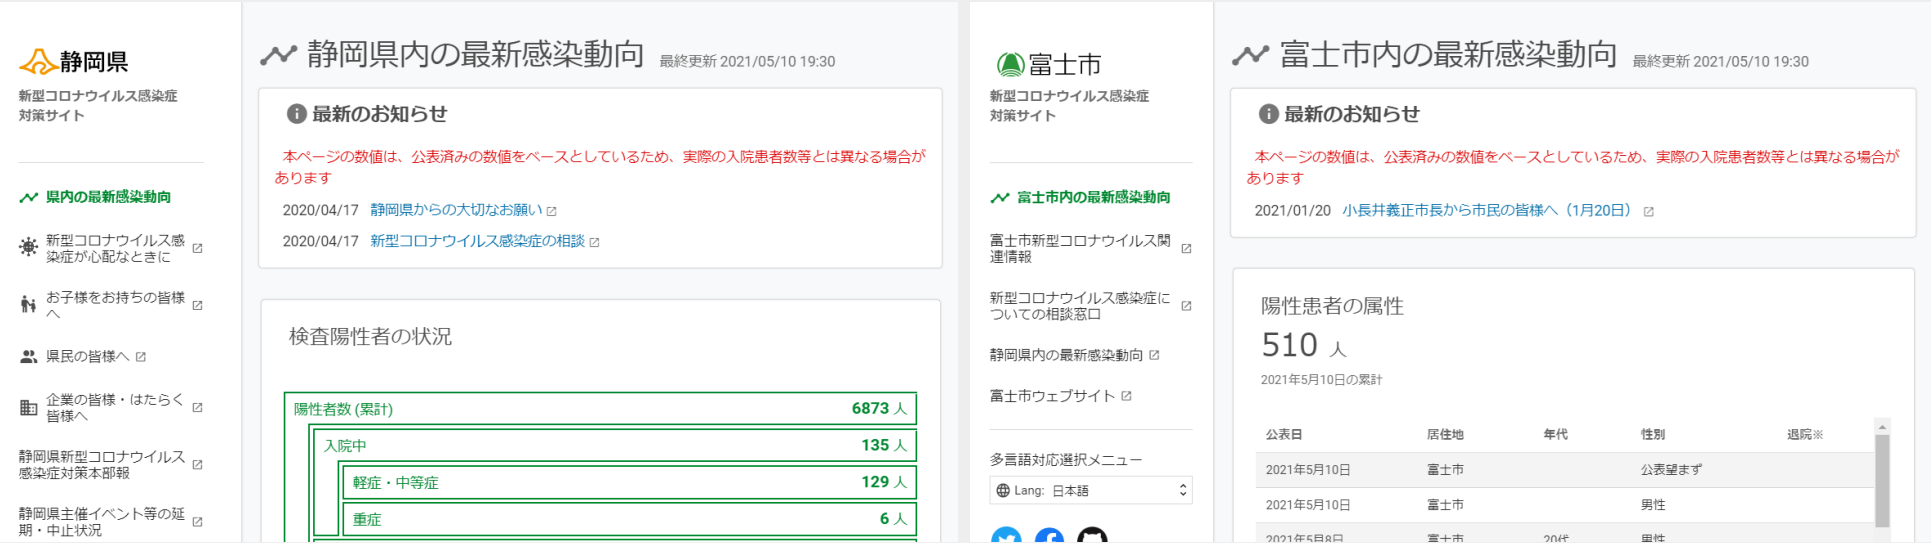 静岡県
新型コロナウイルス感染症
対策サイト
県内の最新感染動向
新型コロナウイルス感
染症が心配なときに
お子様をお持ちの皆様
へ
県民の皆様へ
企業の皆様・はたらく
皆様へ
静岡県新型コロナウイルス
感染症対策本部報
静岡県主催イベント等の延
期・中止状況
静岡県内の最新感染動向 最終更新 2021/05/10 19:30
最新のお知らせ
本ページの数値は、公表済みの数値をベースとしているため、実際の入院患者数等とは異なる場合が
あります
2020/04/17 静岡県からの大切なお願い
2020/04/17 新型コロナウイルス感染症の相談
検査陽性者の状況
陽性者数 (累計) 6873 人
入院中 135 人
軽症・中等症 129 人
重症 6 人
富士市
新型コロナウイルス感染症
対策サイト
富士市内の最新感染動向
富士市新型コロナウイルス関
連情報
新型コロナウイルス感染症に
ついての相談窓口
静岡県内の最新感染動向
富士市ウェブサイト
多言語対応選択メニュー
Lang: 日本語
富士市内の最新感染動向 最終更新 2021/05/10 19:30
最新のお知らせ
本ページの数値は、公表済みの数値をベースとしているため、実際の入院患者数等とは異なる場合が
あります
2021/01/20 小長井義正市長から市民の皆様へ（1月20日）
陽性患者の属性
510 人
2021年5月10日の累計
公表日 居住地 年代 性別 退院※
2021年5月10日 富士市 公表望まず
2021年5月10日 富士市 男性
2021年5月8日 富士市 20代 男性